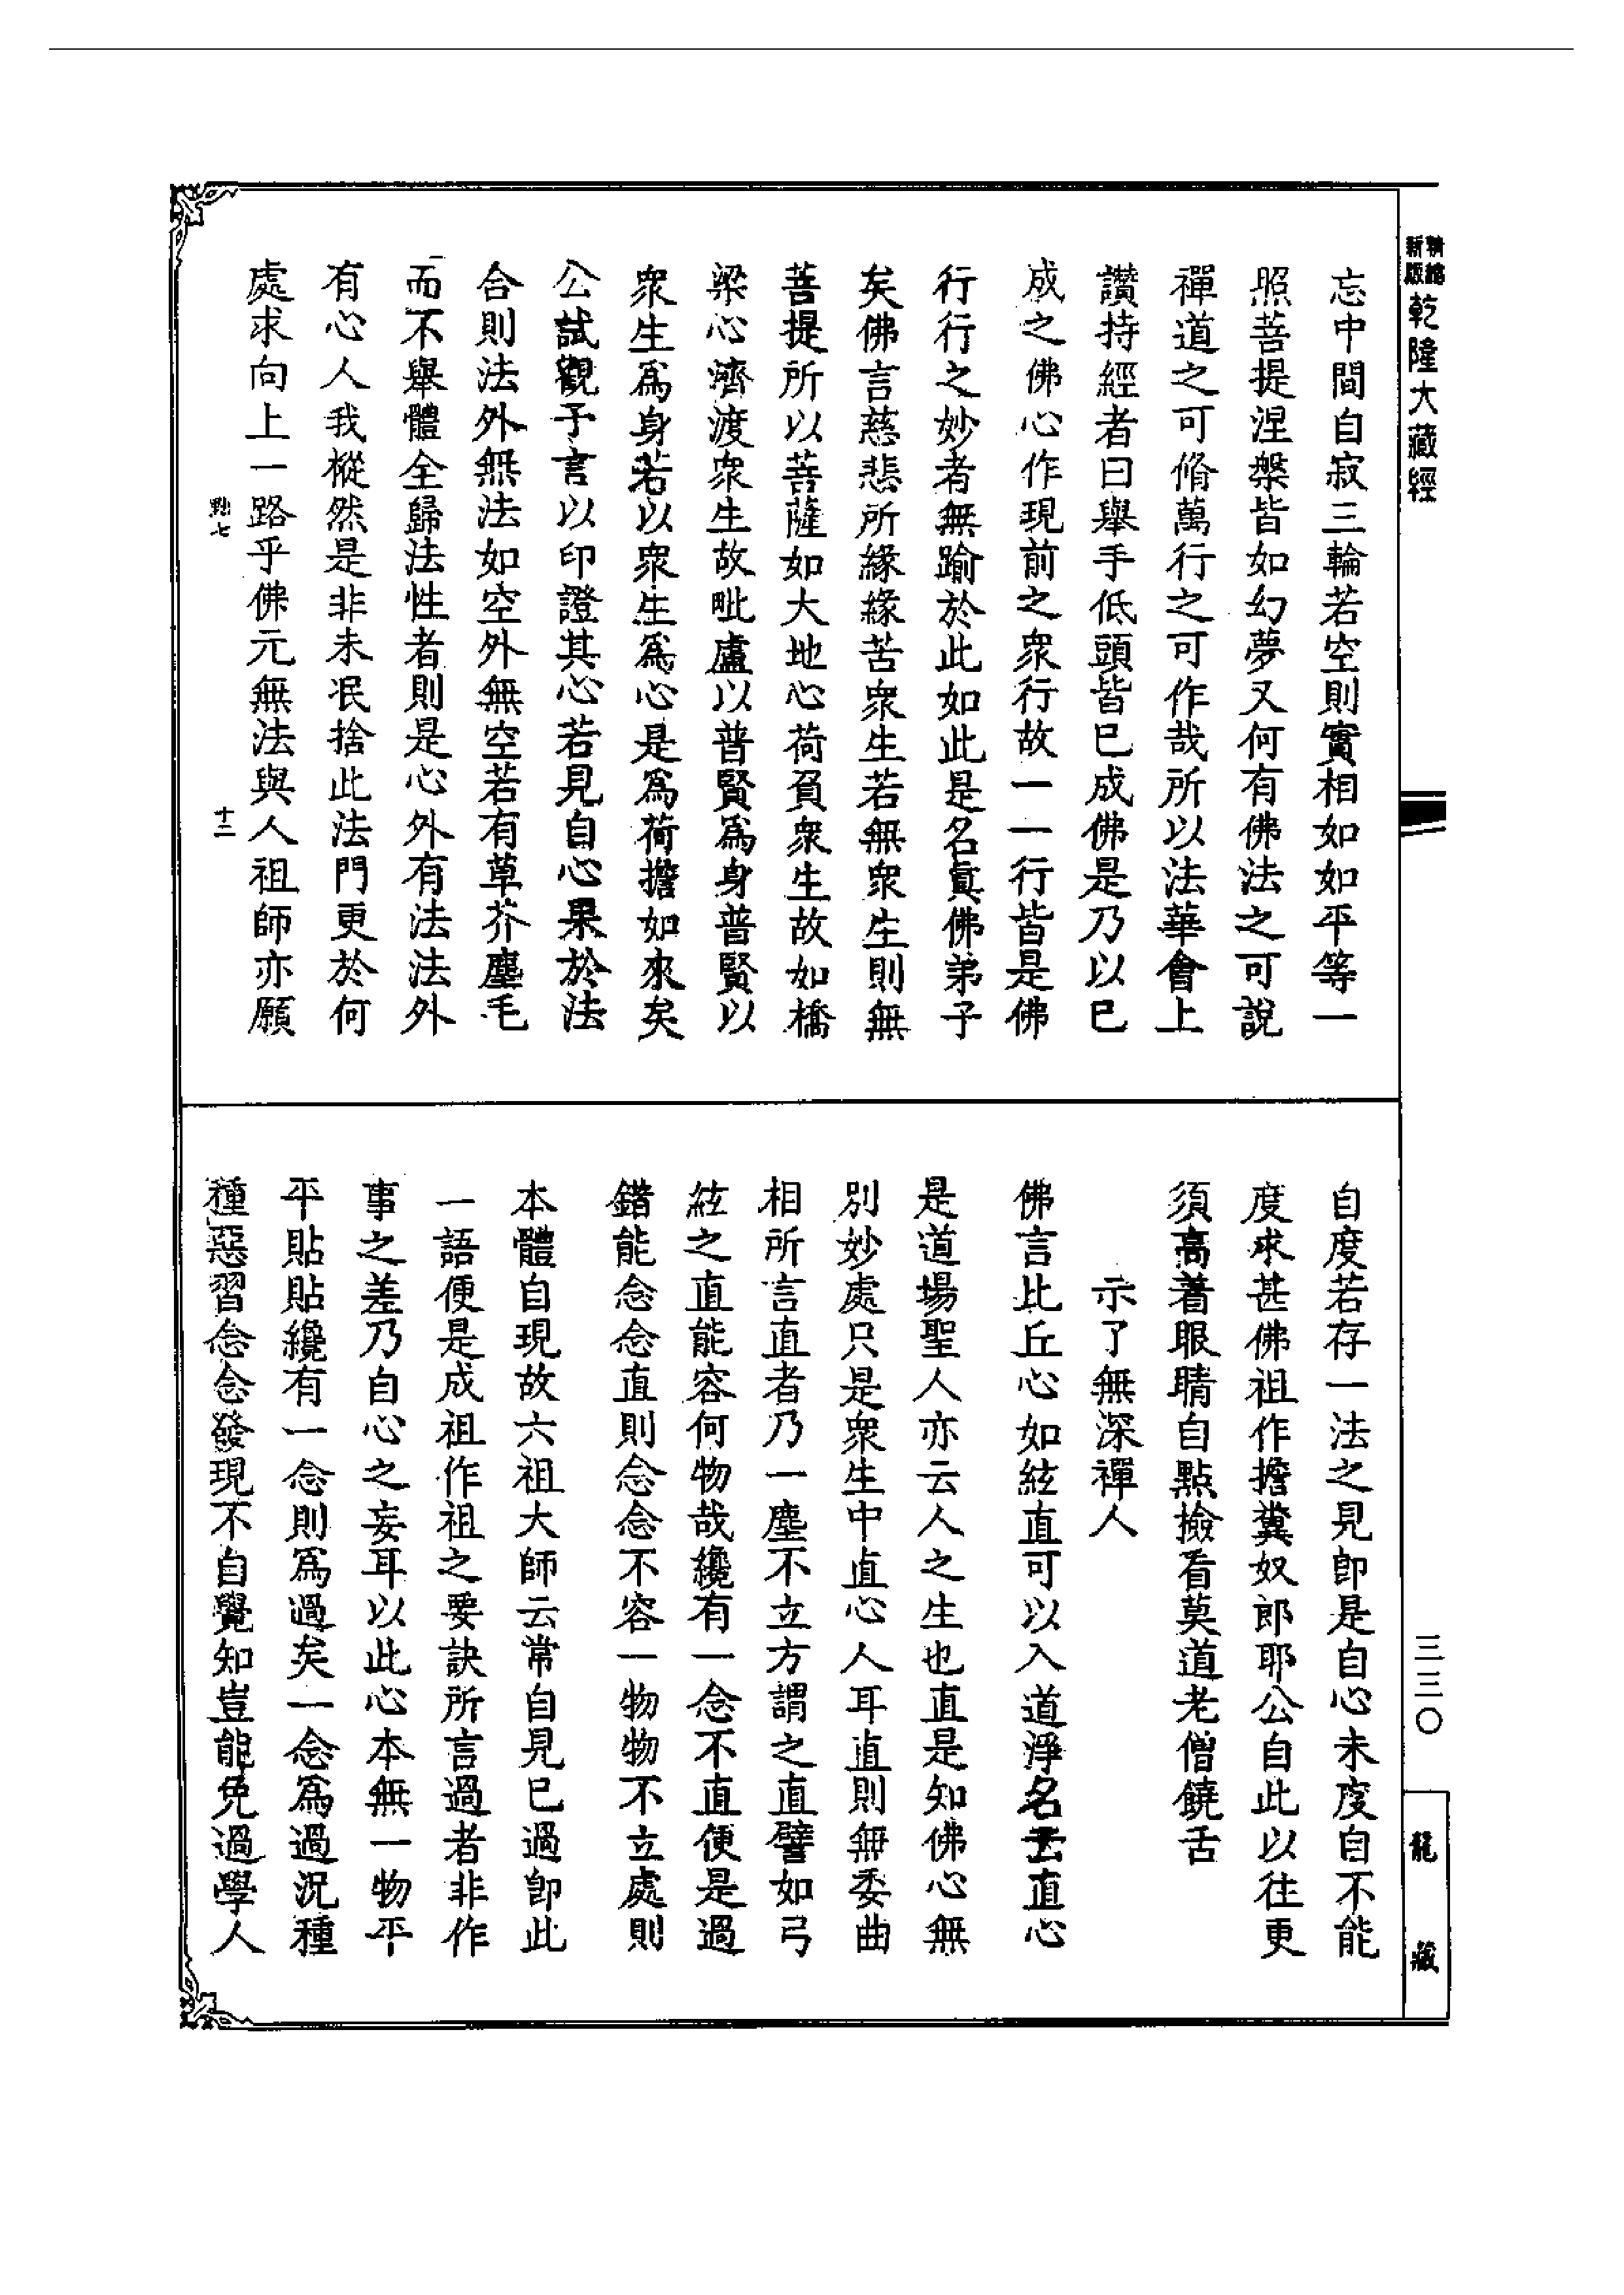 精縮
新版
乾隆大藏經
忘中間自寂三輪若空則實相如如平等一
照菩提涅槃皆如幻夢又何有佛法之可說
禪道之可脩萬行之可作哉所以法華會上
讚持經者曰舉手低頭皆已成佛是乃以已
成之佛心作現前之衆行故一一行皆是佛
行行之妙者無踰於此如此是名眞佛弟子
矣佛言慈悲所緣緣苦衆生若無衆生則無
菩提所以菩薩如大地心荷負衆生故如橋
梁心濟渡衆生故毗盧以普賢爲身普賢以
衆生爲身若以衆生爲心是爲荷擔如來矣
公試觀予言以印證其心若見自心果於法
合則法外無法如空外無空若有草芥塵毛
而不舉體全歸法性者則是心外有法法外
有心人我樅然是非未泯捨此法門更於何
處求向上一路乎佛元無法與人祖師亦願
㸃七
十二
自度若存一法之見卽是自心未度自不能
度求甚佛祖作擔糞奴郎耶公自此以往更
須高着眼睛自點撿看莫道老僧饒舌
示了無深禪人
佛言比丘心如絃直可以入道淨名云直心
是道場聖人亦云人之生也直是知佛心無
別妙處只是衆生中直心人耳直則無委曲
相所言直者乃一塵不立方謂之直譬如弓
絃之直能容何物哉纔有一念不直便是過
錯能念念直則念念不容一物物不立處則
本體自現故六祖大師云常自見已過卽此
一語便是成祖作祖之要訣所言過者非作
事之差乃自心之妄耳以此心本無一物平
平貼貼纔有一念則爲過矣一念爲過況種
種惡習念念發現不自覺知豈能免過學人
三三〇
龍藏